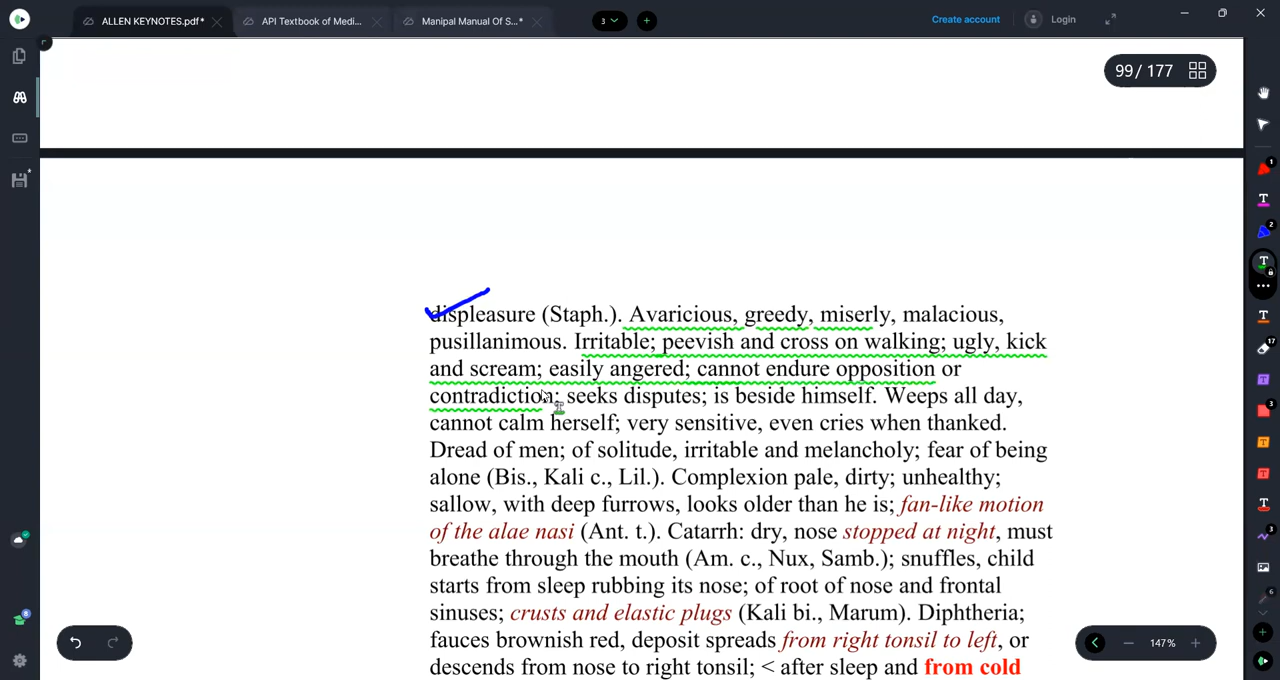 ALLEN KEYNOTES.pdf*
API Textbook of Medi...
Manipal Manual Of S...*
3
Create account
Login
99 / 177
displeasure (Staph.). Avaricious, greedy, miserly, malacious,
pusillanimous. Irritable; peevish and cross on walking; ugly, kick
and scream; easily angered; cannot endure opposition or
contradiction; seeks disputes; is beside himself. Weeps all day,
cannot calm herself; very sensitive, even cries when thanked.
Dread of men; of solitude, irritable and melancholy; fear of being
alone (Bis., Kali c., Lil.). Complexion pale, dirty; unhealthy;
sallow, with deep furrows, looks older than he is; fan-like motion
of the alae nasi (Ant. t.). Catarrh: dry, nose stopped at night, must
breathe through the mouth (Am. c., Nux, Samb.); snuffles, child
starts from sleep rubbing its nose; of root of nose and frontal
sinuses; crusts and elastic plugs (Kali bi., Marum). Diphtheria;
fauces brownish red, deposit spreads from right tonsil to left, or
descends from nose to right tonsil; < after sleep and from cold
147%
1
T
2
T
T
17
T
3
T
T
T
3
6
8